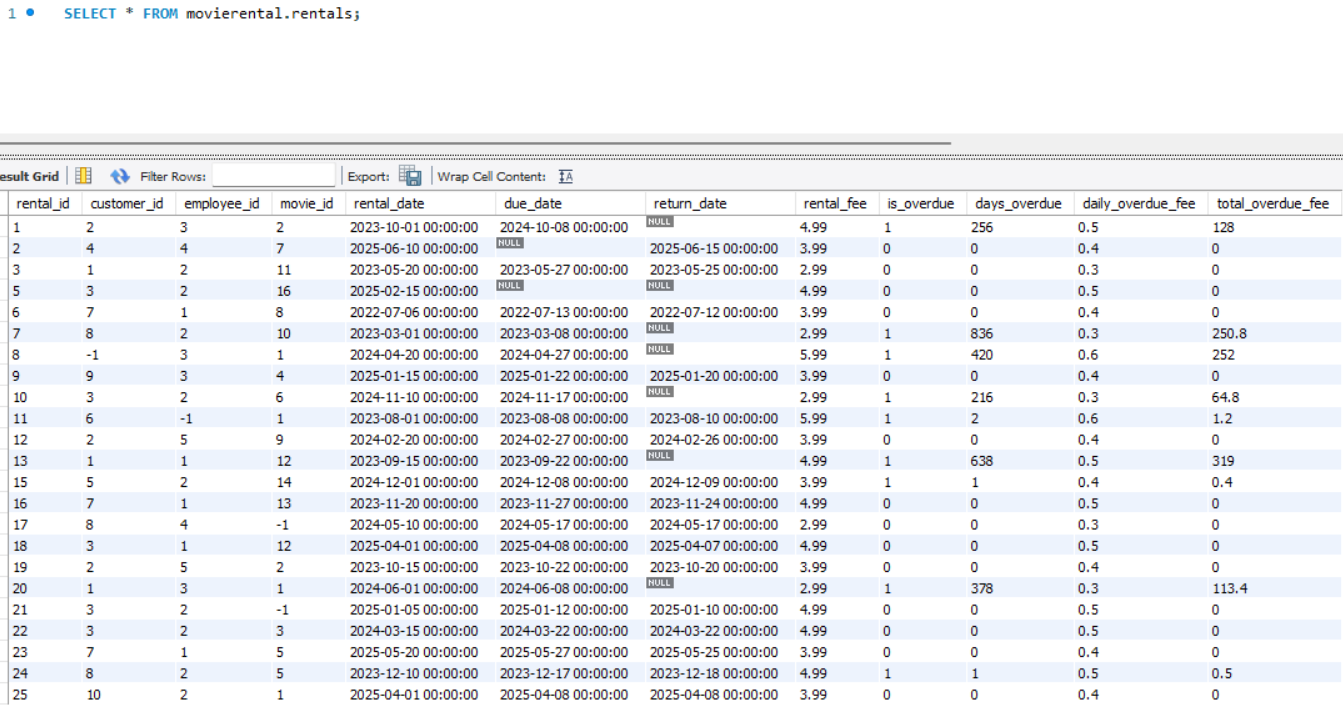 1 SELECT * FROM movierental.rentals;
esult Grid Filter Rows: Export: Wrap Cell Content: IA
rental_id customer_id employee_id movie_id rental_date due_date return_date rental_fee is_overdue days_overdue daily_overdue_fee total_overdue_fee
1 2 3 2 2023-10-01 00:00:00 2024-10-08 00:00:00 NULL 4.99 1 256 0.5 128
2 4 4 7 2025-06-10 00:00:00 NULL 2025-06-15 00:00:00 3.99 0 0 0.4 0
3 1 2 11 2023-05-20 00:00:00 2023-05-27 00:00:00 2023-05-25 00:00:00 2.99 0 0 0.3 0
5 3 2 16 2025-02-15 00:00:00 NULL NULL 4.99 0 0 0.5 0
6 7 1 8 2022-07-06 00:00:00 2022-07-13 00:00:00 2022-07-12 00:00:00 3.99 0 0 0.4 0
7 8 2 10 2023-03-01 00:00:00 2023-03-08 00:00:00 NULL 2.99 1 836 0.3 250.8
8 -1 3 1 2024-04-20 00:00:00 2024-04-27 00:00:00 NULL 5.99 1 420 0.6 252
9 9 3 4 2025-01-15 00:00:00 2025-01-22 00:00:00 2025-01-20 00:00:00 3.99 0 0 0.4 0
10 3 2 6 2024-11-10 00:00:00 2024-11-17 00:00:00 NULL 2.99 1 216 0.3 64.8
11 6 -1 1 2023-08-01 00:00:00 2023-08-08 00:00:00 2023-08-10 00:00:00 5.99 1 2 0.6 1.2
12 2 5 9 2024-02-20 00:00:00 2024-02-27 00:00:00 2024-02-26 00:00:00 3.99 0 0 0.4 0
13 1 1 12 2023-09-15 00:00:00 2023-09-22 00:00:00 NULL 4.99 1 638 0.5 319
15 5 2 14 2024-12-01 00:00:00 2024-12-08 00:00:00 2024-12-09 00:00:00 3.99 1 1 0.4 0.4
16 7 1 13 2023-11-20 00:00:00 2023-11-27 00:00:00 2023-11-24 00:00:00 4.99 0 0 0.5 0
17 8 4 -1 2024-05-10 00:00:00 2024-05-17 00:00:00 2024-05-17 00:00:00 2.99 0 0 0.3 0
18 3 1 12 2025-04-01 00:00:00 2025-04-08 00:00:00 2025-04-07 00:00:00 4.99 0 0 0.5 0
19 2 5 2 2023-10-15 00:00:00 2023-10-22 00:00:00 2023-10-20 00:00:00 3.99 0 0 0.4 0
20 1 3 1 2024-06-01 00:00:00 2024-06-08 00:00:00 NULL 2.99 1 378 0.3 113.4
21 3 2 -1 2025-01-05 00:00:00 2025-01-12 00:00:00 2025-01-10 00:00:00 4.99 0 0 0.5 0
22 3 2 3 2024-03-15 00:00:00 2024-03-22 00:00:00 2024-03-22 00:00:00 4.99 0 0 0.5 0
23 7 1 5 2025-05-20 00:00:00 2025-05-27 00:00:00 2025-05-25 00:00:00 3.99 0 0 0.4 0
24 8 2 5 2023-12-10 00:00:00 2023-12-17 00:00:00 2023-12-18 00:00:00 4.99 1 1 0.5 0.5
25 10 2 1 2025-04-01 00:00:00 2025-04-08 00:00:00 2025-04-08 00:00:00 3.99 0 0 0.4 0